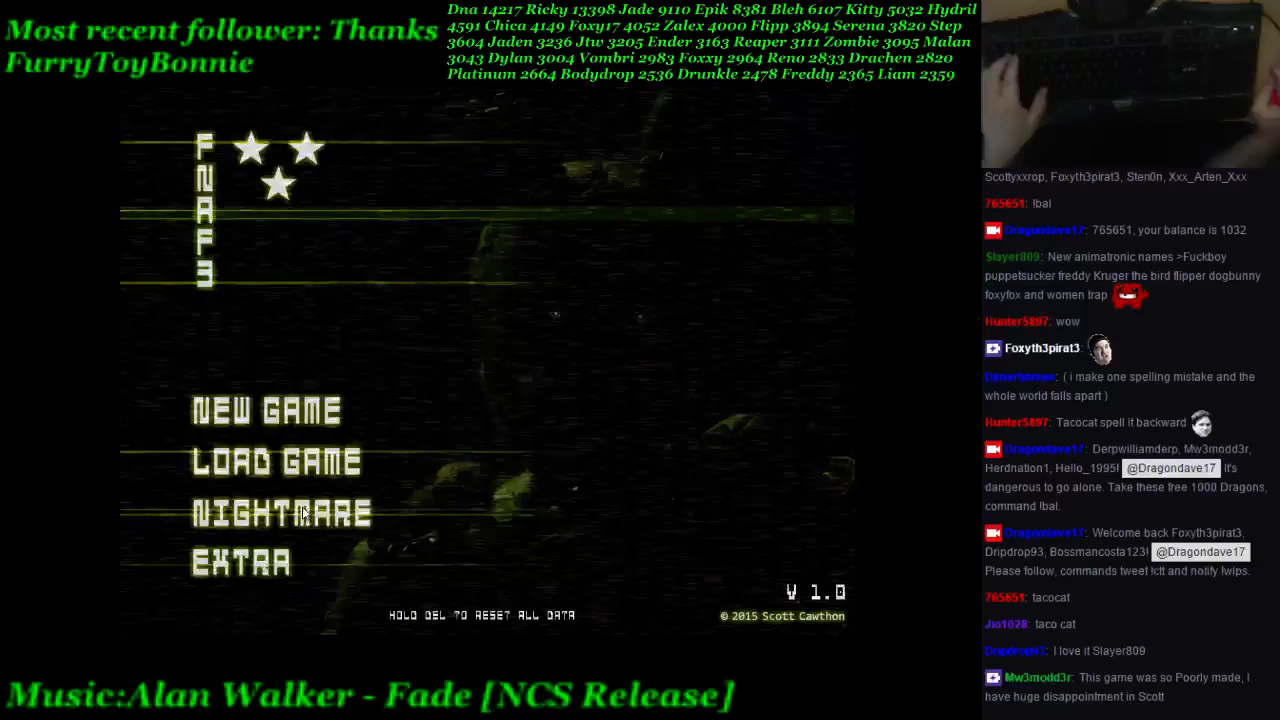 Most recent follower: Thanks
FurryToyBonnie
Dna 14217 Ricky 13398 Jade 9110 Epik 8381 Bleh 6107 Kitty 5032 Hydril
4591 Chica 4149 Foxy17 4052 Zalex 4000 Flipp 3894 Serena 3820 Step
3604 Jaden 3236 Jtw 3205 Ender 3163 Reaper 3111 Zombie 3095 Malan
3043 Dylan 3004 Vombri 2983 Foxxy 2964 Reno 2833 Drachen 2820
Platinum 2664 Bodydrop 2536 Drunkle 2478 Freddy 2365 Liam 2359
FNAF3
NEW GAME
LOAD GAME
NIGHTMARE
EXTRA
V 1.0
HOLD DEL TO RESET ALL DATA
© 2015 Scott Cawthon
Music:Alan Walker - Fade [NCS Release]
Scottyxxrop, Foxyth3pirat3, Sten0n, Xxx_Arten_Xxx
765651: !bal
Dragondave17: 765651, your balance is 1032
Slayer809: New animatronic names >Fuckboy
puppetsucker freddy Kruger the bird flipper dogbunny
foxyfox and women trap
Hunter5897: wow
Foxyth3pirat3:
( i make one spelling mistake and the
whole world falls apart )
Hunter5897: Tacocat spell it backward
Dragondave17: Derpwilliamderp, Mw3modd3r,
Herdnation1, Hello_1995! @Dragondave17 It's
dangerous to go alone. Take these free 1000 Dragons,
command !bal.
Dragondave17: Welcome back Foxyth3pirat3,
Dripdrop93, Bossmancosta123! @Dragondave17
Please follow, commands tweet !ctt and notify !wips.
765651: tacocat
Jio1028: taco cat
Dripdrop93: I love it Slayer809
Mw3modd3r: This game was so Poorly made, I
have huge disappointment in Scott